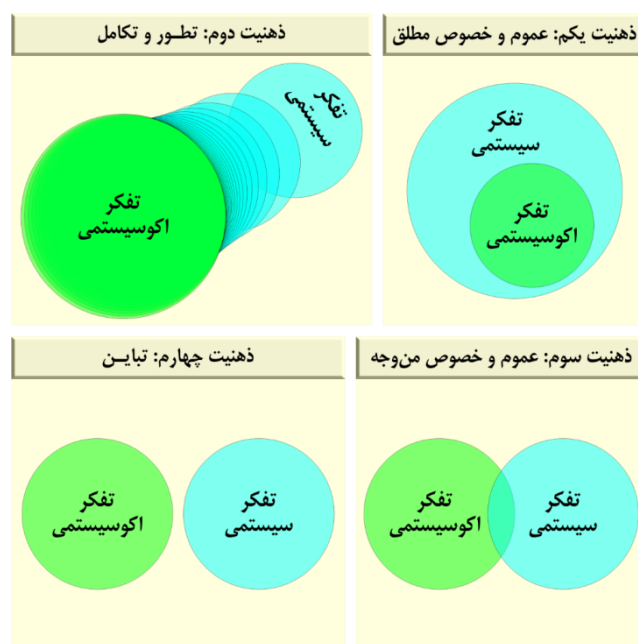 ذهنیت یکم: عموم و خصوص مطلق
تفکر
سیستمی
تفکر
اکوسیستمی
ذهنیت دوم: تطـور و تکامل
تفکر
سیستمی
تفکر
اکوسیستمی
ذهنیت سوم: عموم و خصوص من‌وجه
تفکر
سیستمی
تفکر
اکوسیستمی
ذهنیت چهارم: تبایـن
تفکر
سیستمی
تفکر
اکوسیستمی